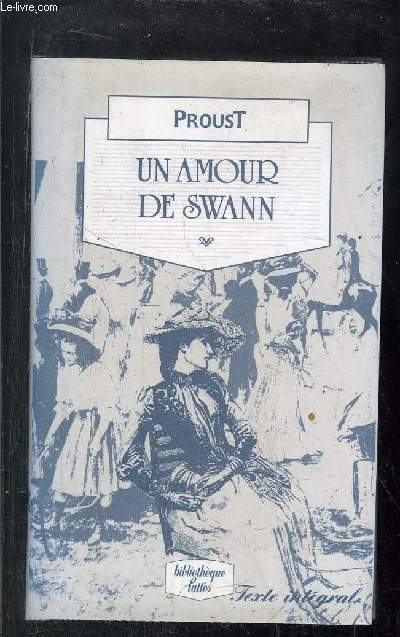 Le-livre.com
PROUST
UN AMOUR
DE SWANN
bibliothèque
Lattès
Texte intégral